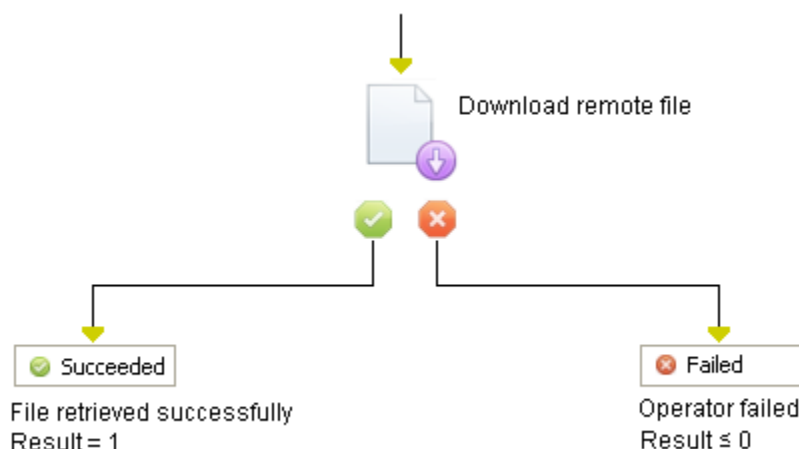 Download remote file
Succeeded
File retrieved successfully
Result = 1
Failed
Operator failed
Result ≤ 0